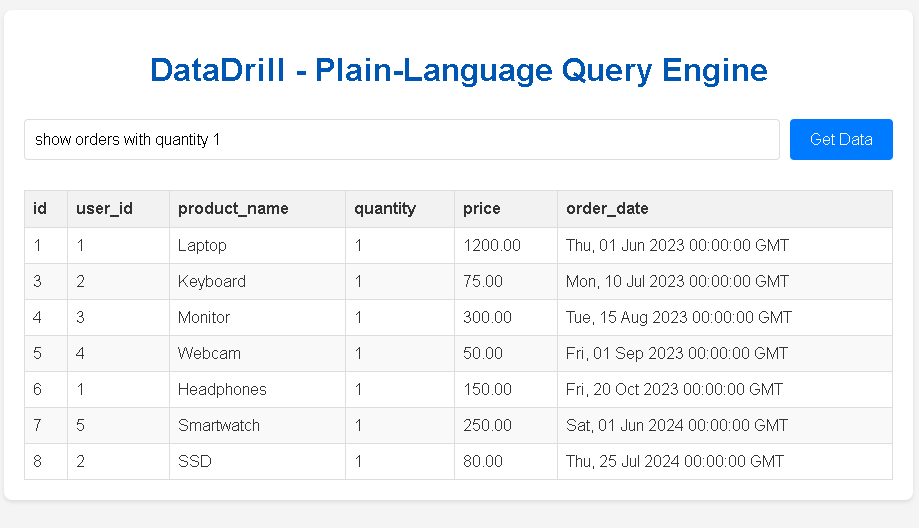 DataDrill - Plain-Language Query Engine
show orders with quantity 1 Get Data
id user_id product_name quantity price order_date
1 1 Laptop 1 1200.00 Thu, 01 Jun 2023 00:00:00 GMT
3 2 Keyboard 1 75.00 Mon, 10 Jul 2023 00:00:00 GMT
4 3 Monitor 1 300.00 Tue, 15 Aug 2023 00:00:00 GMT
5 4 Webcam 1 50.00 Fri, 01 Sep 2023 00:00:00 GMT
6 1 Headphones 1 150.00 Fri, 20 Oct 2023 00:00:00 GMT
7 5 Smartwatch 1 250.00 Sat, 01 Jun 2024 00:00:00 GMT
8 2 SSD 1 80.00 Thu, 25 Jul 2024 00:00:00 GMT